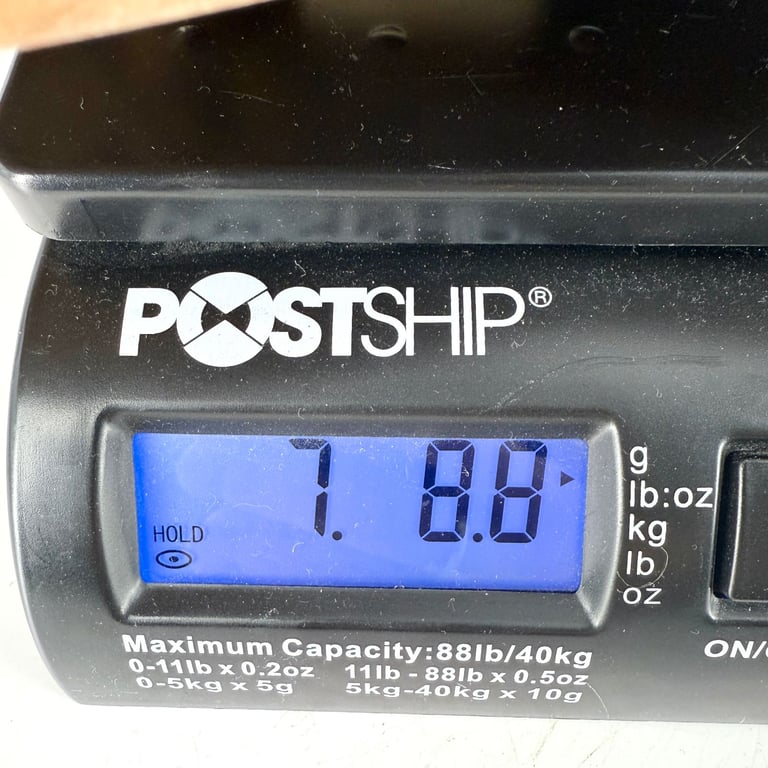 POSTSHIP®
7. 8.8
HOLD
g
lb:oz
kg
lb
oz
Maximum Capacity:88lb/40kg
0-11lb x 0.2oz 11lb - 88lb x 0.5oz
0-5kg x 5g 5kg-40kg x 10g
ON/